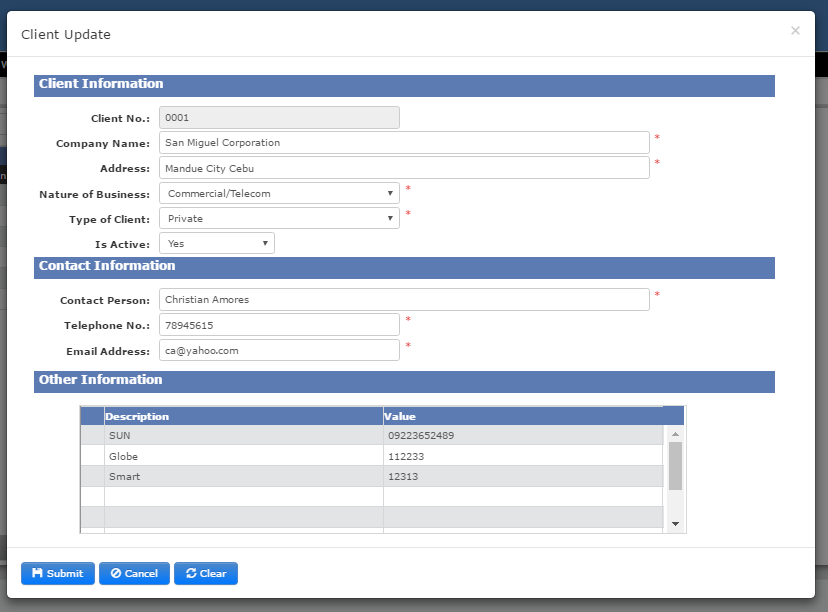 Client Update ×
Client Information
Client No.: 0001
Company Name: San Miguel Corporation *
Address: Mandue City Cebu *
Nature of Business: Commercial/Telecom *
Type of Client: Private *
Is Active: Yes
Contact Information
Contact Person: Christian Amores *
Telephone No.: 78945615 *
Email Address: ca@yahoo.com *
Other Information
Description Value
SUN 09223652489
Globe 112233
Smart 12313
Submit Cancel Clear